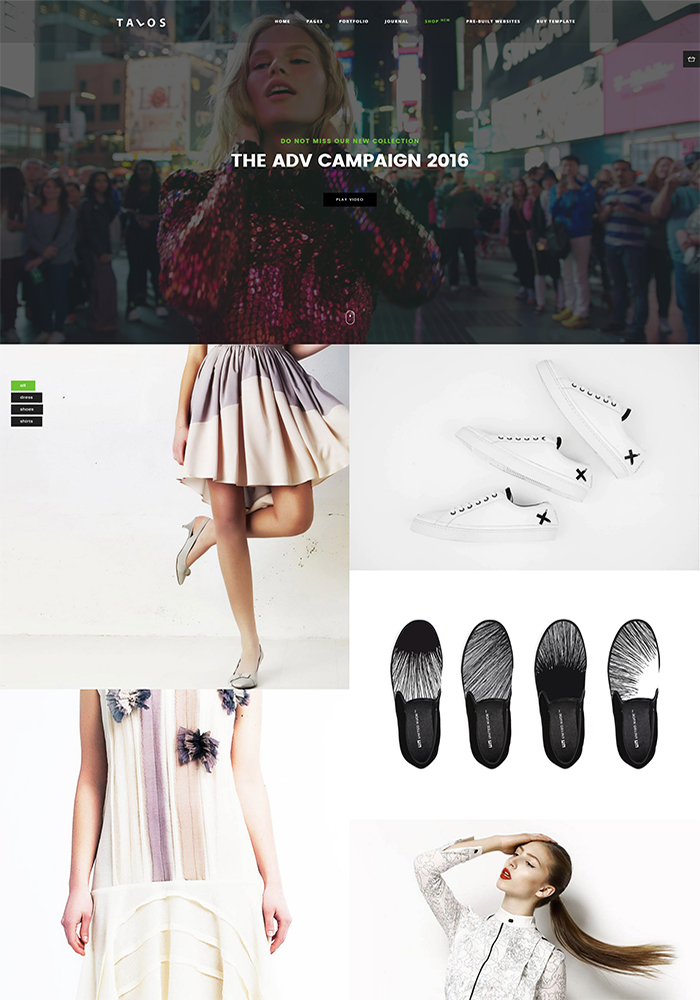 TALOS
HOME PAGES PORTFOLIO JOURNAL SHOP NEW PRE-BUILT WEBSITES BUY TEMPLATE
DO NOT MISS OUR NEW COLLECTION
THE ADV CAMPAIGN 2016
PLAY VIDEO
all
dress
shoes
shirts